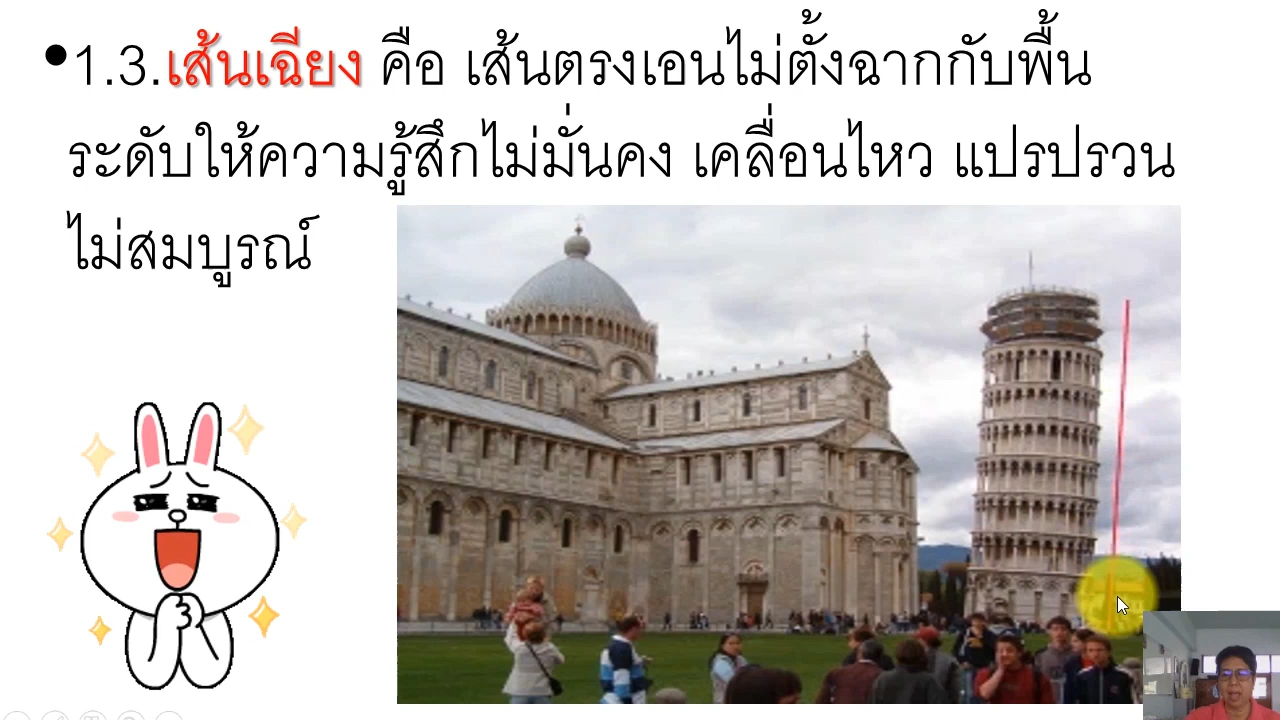 •1.3.เส้นเฉียง คือ เส้นตรงเอนไม่ตั้งฉากกับพื้น
ระดับให้ความรู้สึกไม่มั่นคง เคลื่อนไหว แปรปรวน
ไม่สมบูรณ์